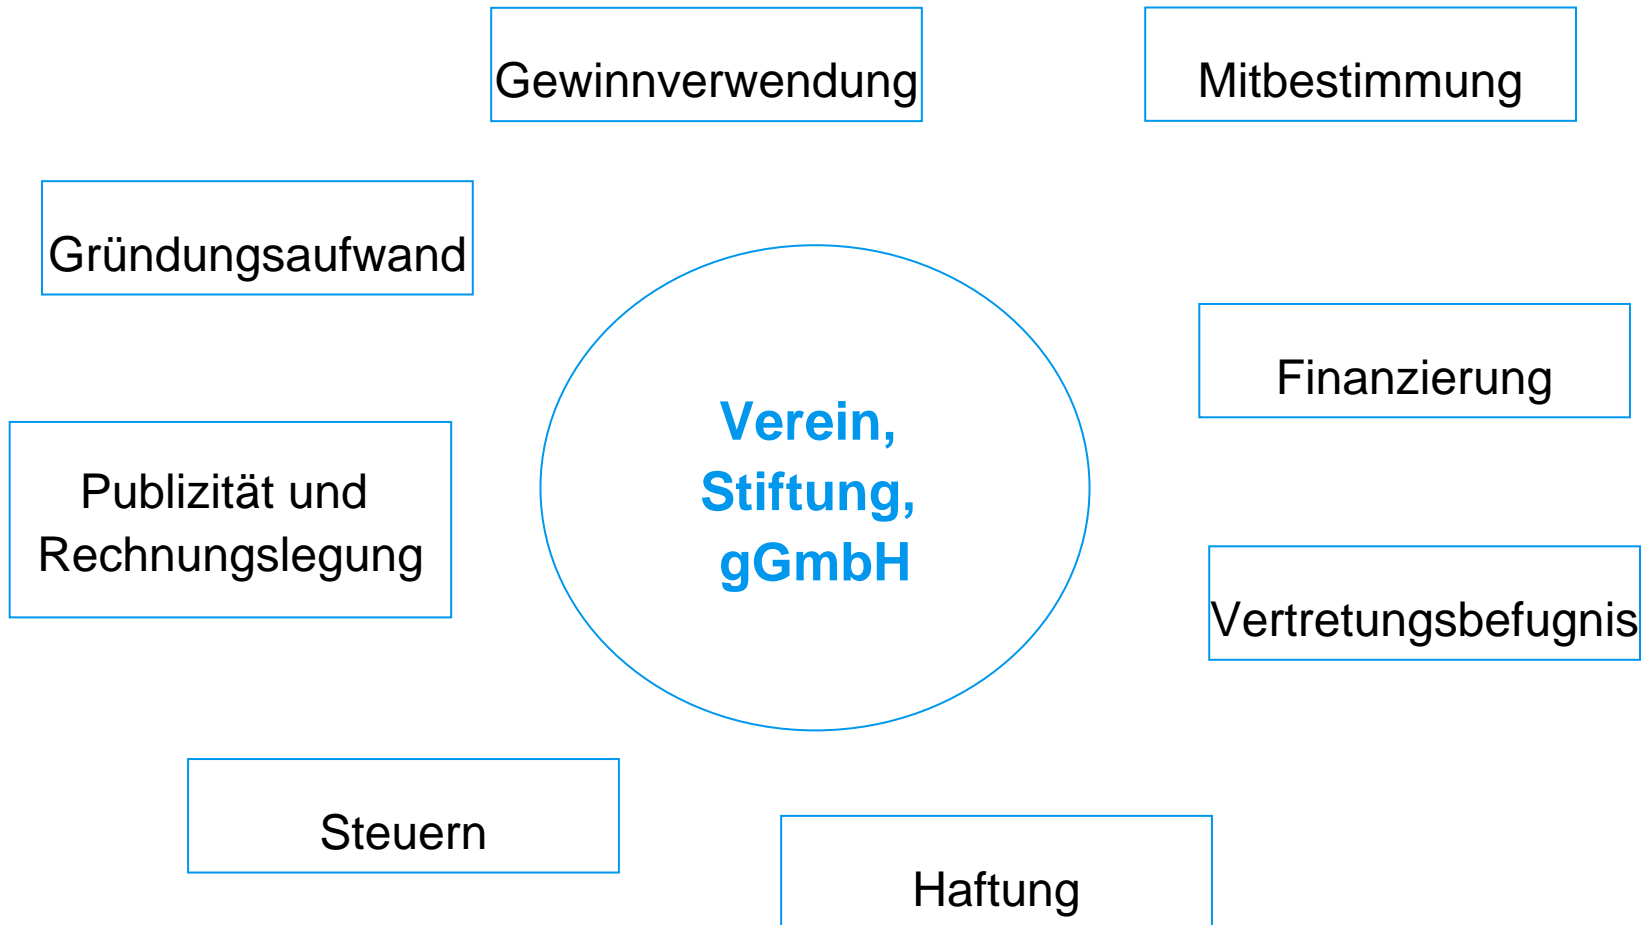 Gewinnverwendung
Mitbestimmung
Gründungsaufwand
Finanzierung
Verein,
Stiftung,
gGmbH
Publizität und
Rechnungslegung
Vertretungsbefugnis
Steuern
Haftung